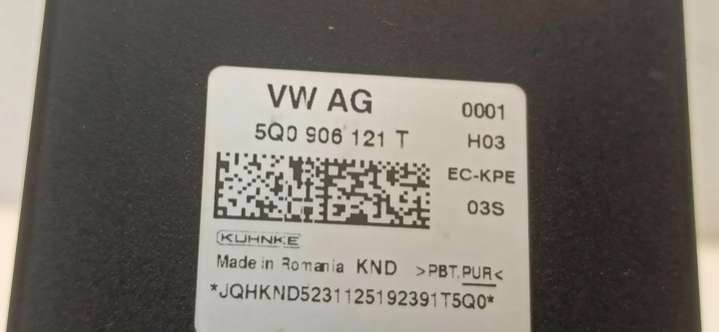 VW AG 0001
5Q0 906 121 T H03
EC-KPE
03S
KUHNKE
Made in Romania KND >PBT.PUR<
*JQHKND5231125192391T5Q0*